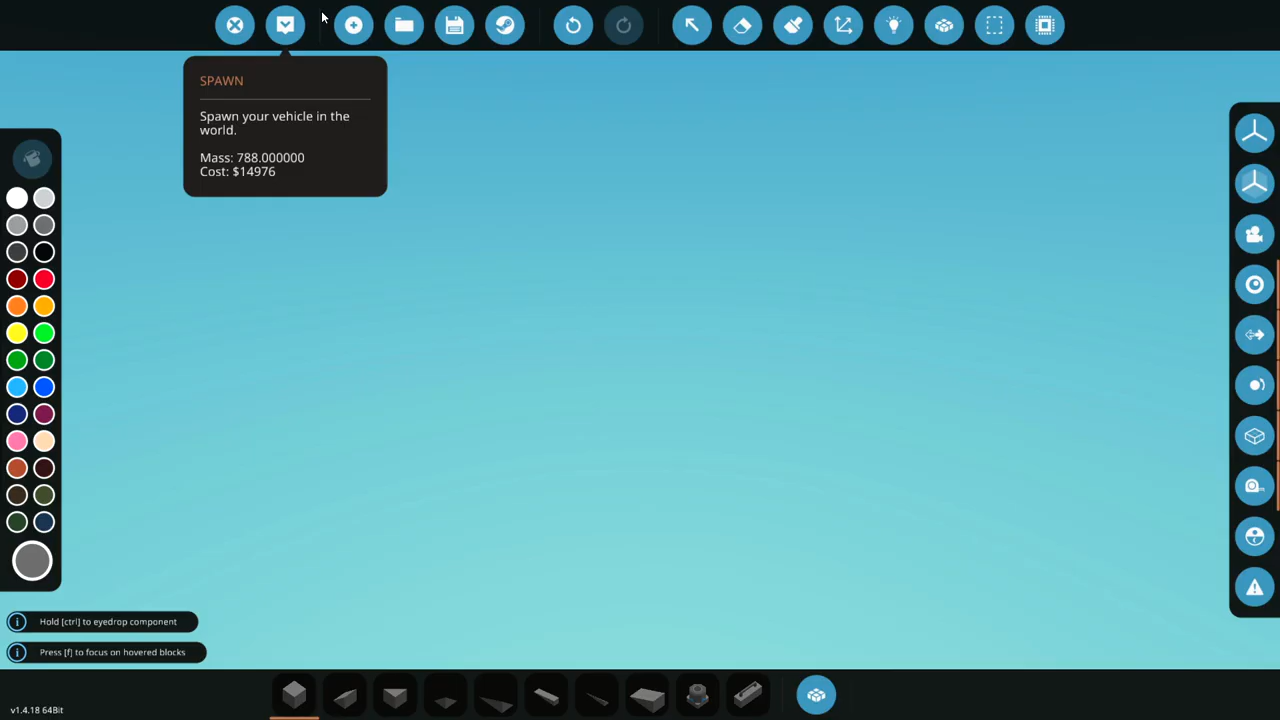 SPAWN
Spawn your vehicle in the
world.
Mass: 788.000000
Cost: $14976
Hold [ctrl] to eyedrop component
Press [f] to focus on hovered blocks
v1.4.18 64Bit